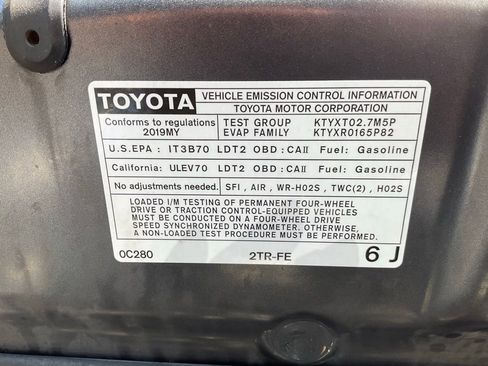 TOYOTA VEHICLE EMISSION CONTROL INFORMATION
TOYOTA MOTOR CORPORATION
Conforms to regulations TEST GROUP KTYXT02.7M5P
2019MY EVAP FAMILY KTYXR0165P82
U.S.EPA : IT3B70 LDT2 OBD : CAII Fuel: Gasoline
California: ULEV70 LDT2 OBD : CAII Fuel: Gasoline
No adjustments needed. SFI , AIR , WR-HO2S , TWC(2) , HO2S
LOADED I/M TESTING OF PERMANENT FOUR-WHEEL
DRIVE OR TRACTION CONTROL-EQUIPPED VEHICLES
MUST BE CONDUCTED ON A FOUR-WHEEL DRIVE
SPEED SYNCHRONIZED DYNAMOMETER. OTHERWISE,
A NON-LOADED TEST PROCEDURE MUST BE PERFORMED.
0C280 2TR-FE 6 J